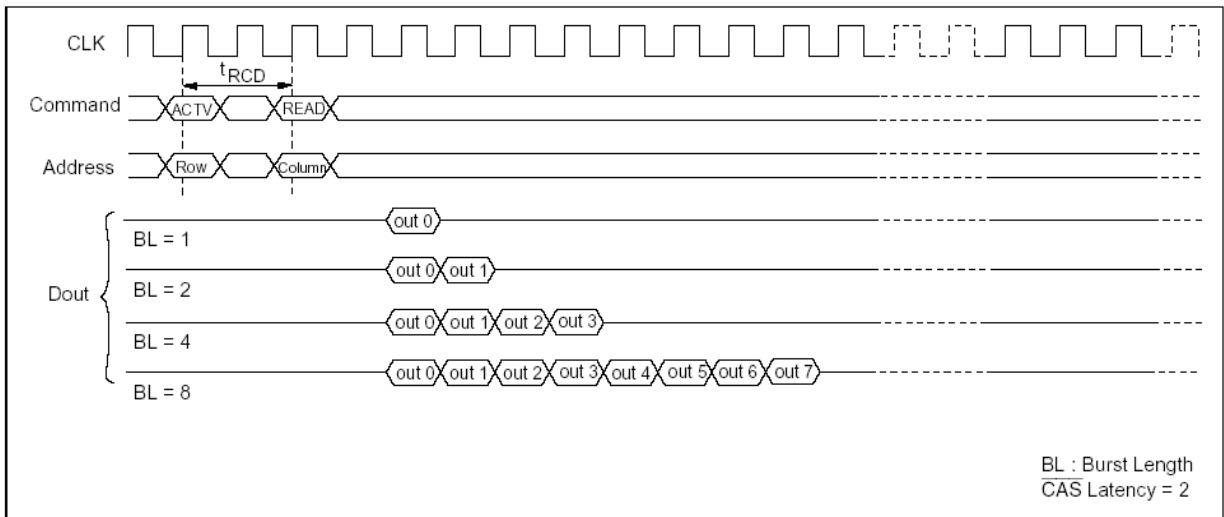 CLK
tRCD
Command ACTV READ
Address Row Column
Dout
out 0
BL = 1
out 0 out 1
BL = 2
out 0 out 1 out 2 out 3
BL = 4
out 0 out 1 out 2 out 3 out 4 out 5 out 6 out 7
BL = 8
BL : Burst Length
CAS Latency = 2